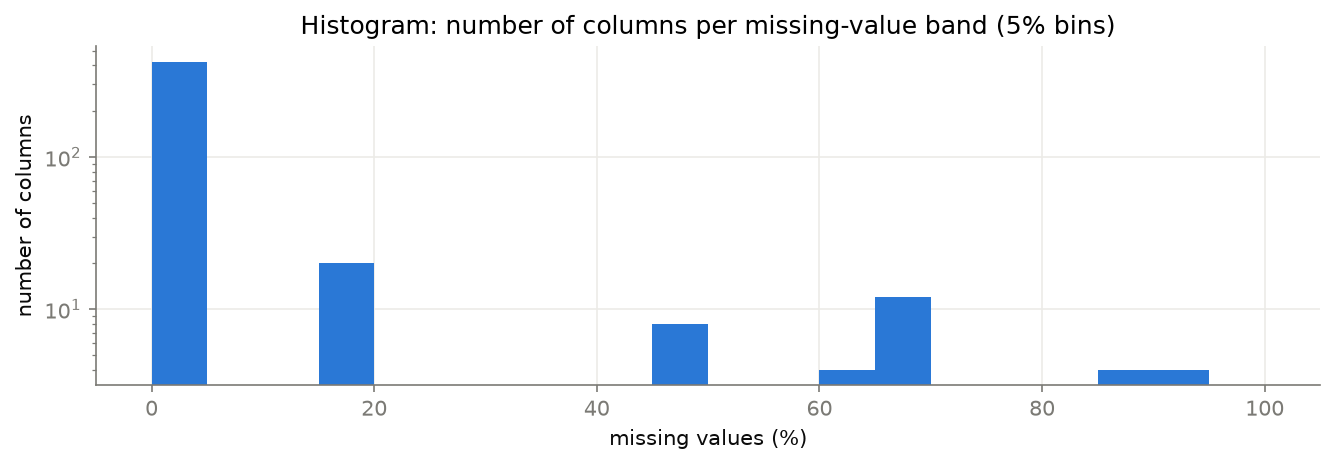 Histogram: number of columns per missing-value band (5% bins)
number of columns
10²
10¹
0 20 40 60 80 100
missing values (%)